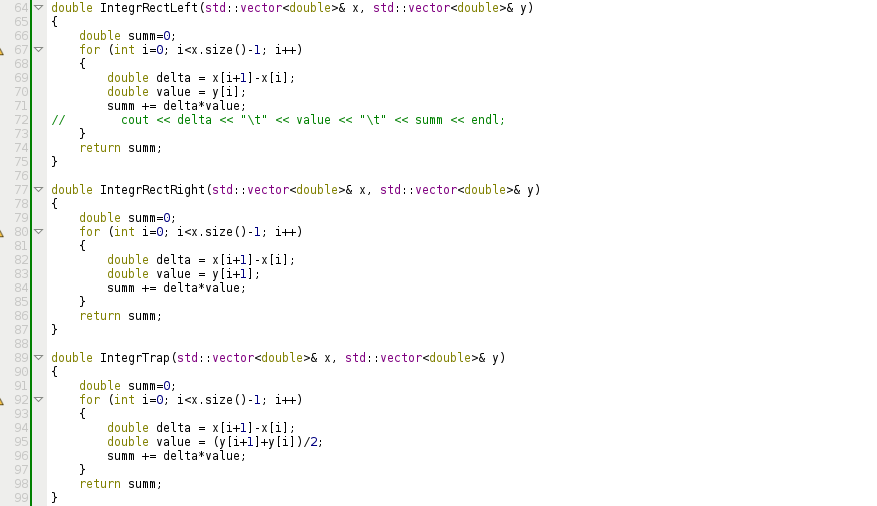 64 double IntegrRectLeft(std::vector<double>& x, std::vector<double>& y)
65 {
66     double summ=0;
67     for (int i=0; i<x.size()-1; i++)
68     {
69         double delta = x[i+1]-x[i];
70         double value = y[i];
71         summ += delta*value;
72 //        cout << delta << "\t" << value << "\t" << summ << endl;
73     }
74     return summ;
75 }
76
77 double IntegrRectRight(std::vector<double>& x, std::vector<double>& y)
78 {
79     double summ=0;
80     for (int i=0; i<x.size()-1; i++)
81     {
82         double delta = x[i+1]-x[i];
83         double value = y[i+1];
84         summ += delta*value;
85     }
86     return summ;
87 }
88
89 double IntegrTrap(std::vector<double>& x, std::vector<double>& y)
90 {
91     double summ=0;
92     for (int i=0; i<x.size()-1; i++)
93     {
94         double delta = x[i+1]-x[i];
95         double value = (y[i+1]+y[i])/2;
96         summ += delta*value;
97     }
98     return summ;
99 }